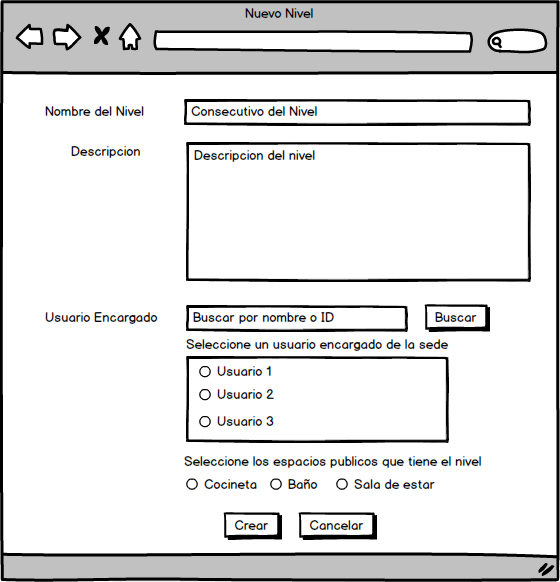 Nuevo Nivel
Nombre del Nivel
Consecutivo del Nivel
Descripcion
Descripcion del nivel
Usuario Encargado
Buscar por nombre o ID
Buscar
Seleccione un usuario encargado de la sede
Usuario 1
Usuario 2
Usuario 3
Seleccione los espacios publicos que tiene el nivel
Cocineta Baño Sala de estar
Crear Cancelar